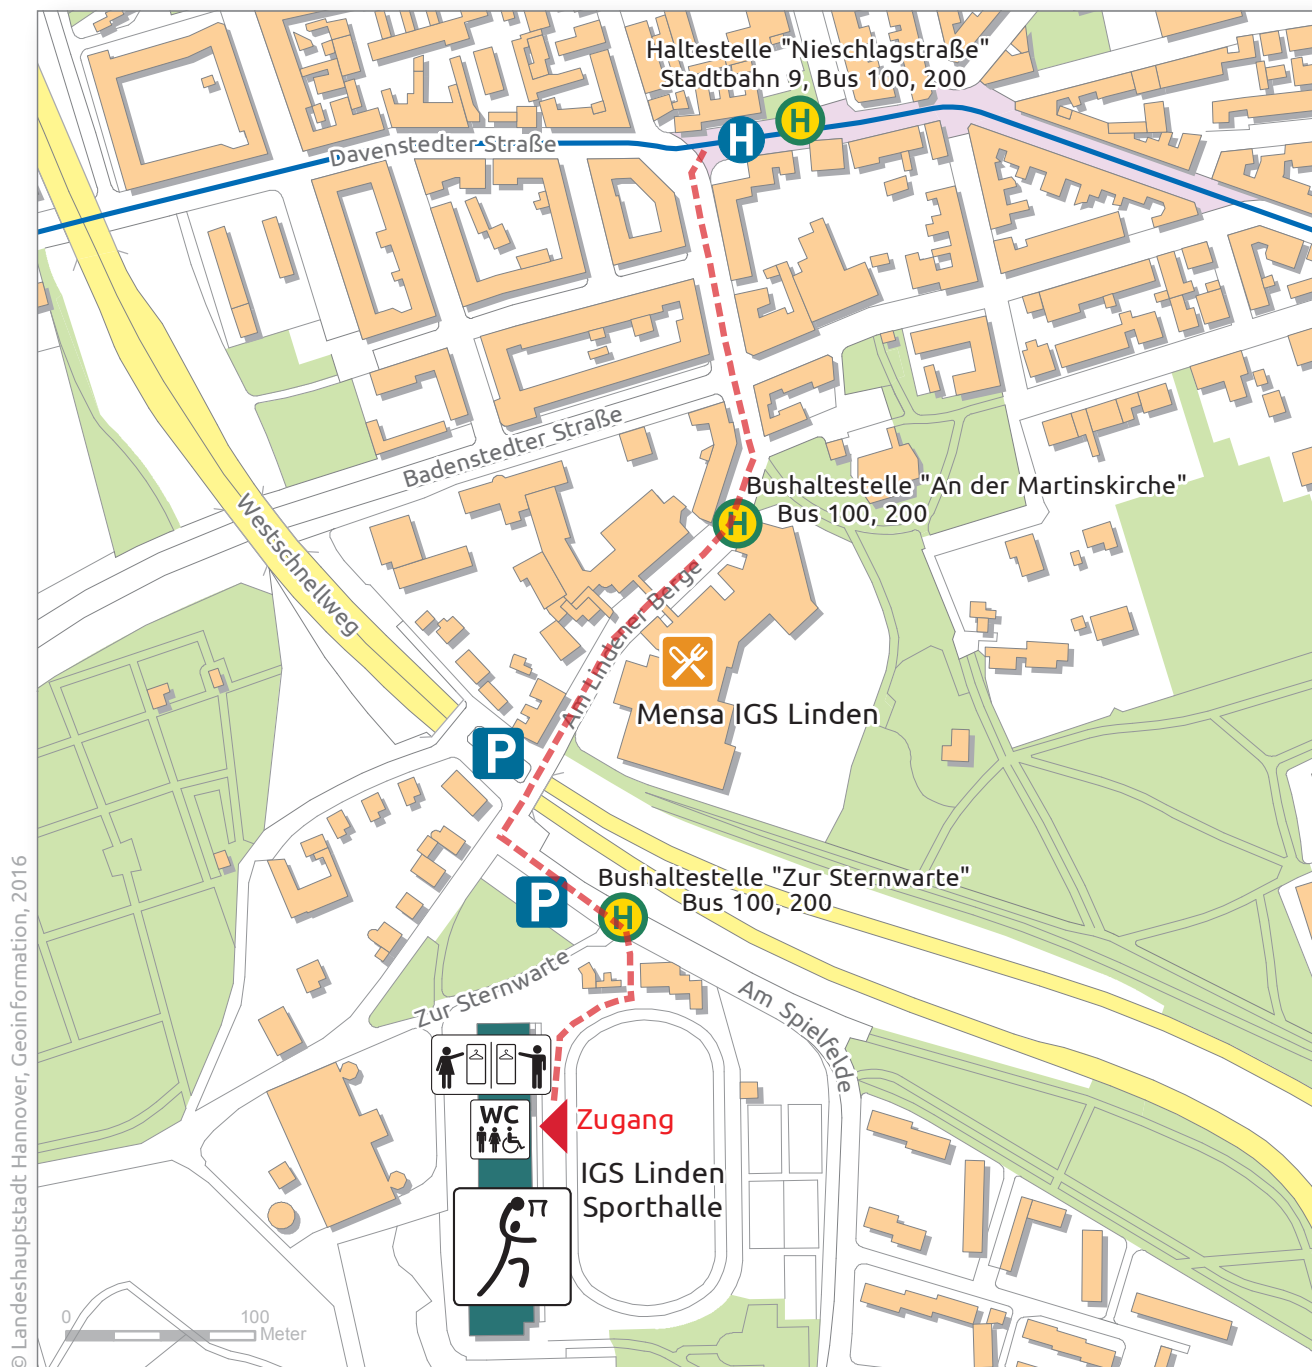 Haltestelle "Nieschlagstraße"
Stadtbahn 9, Bus 100, 200
H
H
Davenstedter Straße
Badenstedter Straße
Bushaltestelle "An der Martinskirche"
Bus 100, 200
H
Westschnellweg
Am Lindener Berge
Mensa IGS Linden
P
P
Bushaltestelle "Zur Sternwarte"
Bus 100, 200
H
Zur Sternwarte
Am Spielfelde
WC
Zugang
IGS Linden
Sporthalle
0 100
Meter
© Landeshauptstadt Hannover, Geoinformation, 2016